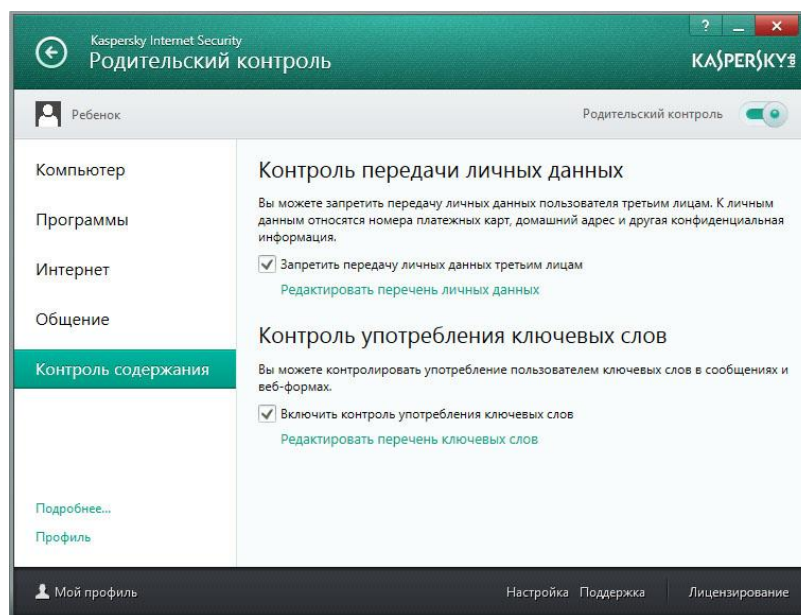 Kaspersky Internet Security
Родительский контроль
?
KASPERSKY LAB
Ребенок
Родительский контроль
Компьютер
Программы
Интернет
Общение
Контроль содержания
Подробнее...
Профиль
Контроль передачи личных данных
Вы можете запретить передачу личных данных пользователя третьим лицам. К личным
данным относятся номера платежных карт, домашний адрес и другая конфиденциальная
информация.
Запретить передачу личных данных третьим лицам
Редактировать перечень личных данных
Контроль употребления ключевых слов
Вы можете контролировать употребление пользователем ключевых слов в сообщениях и
веб-формах.
Включить контроль употребления ключевых слов
Редактировать перечень ключевых слов
Мой профиль
Настройка Поддержка Лицензирование